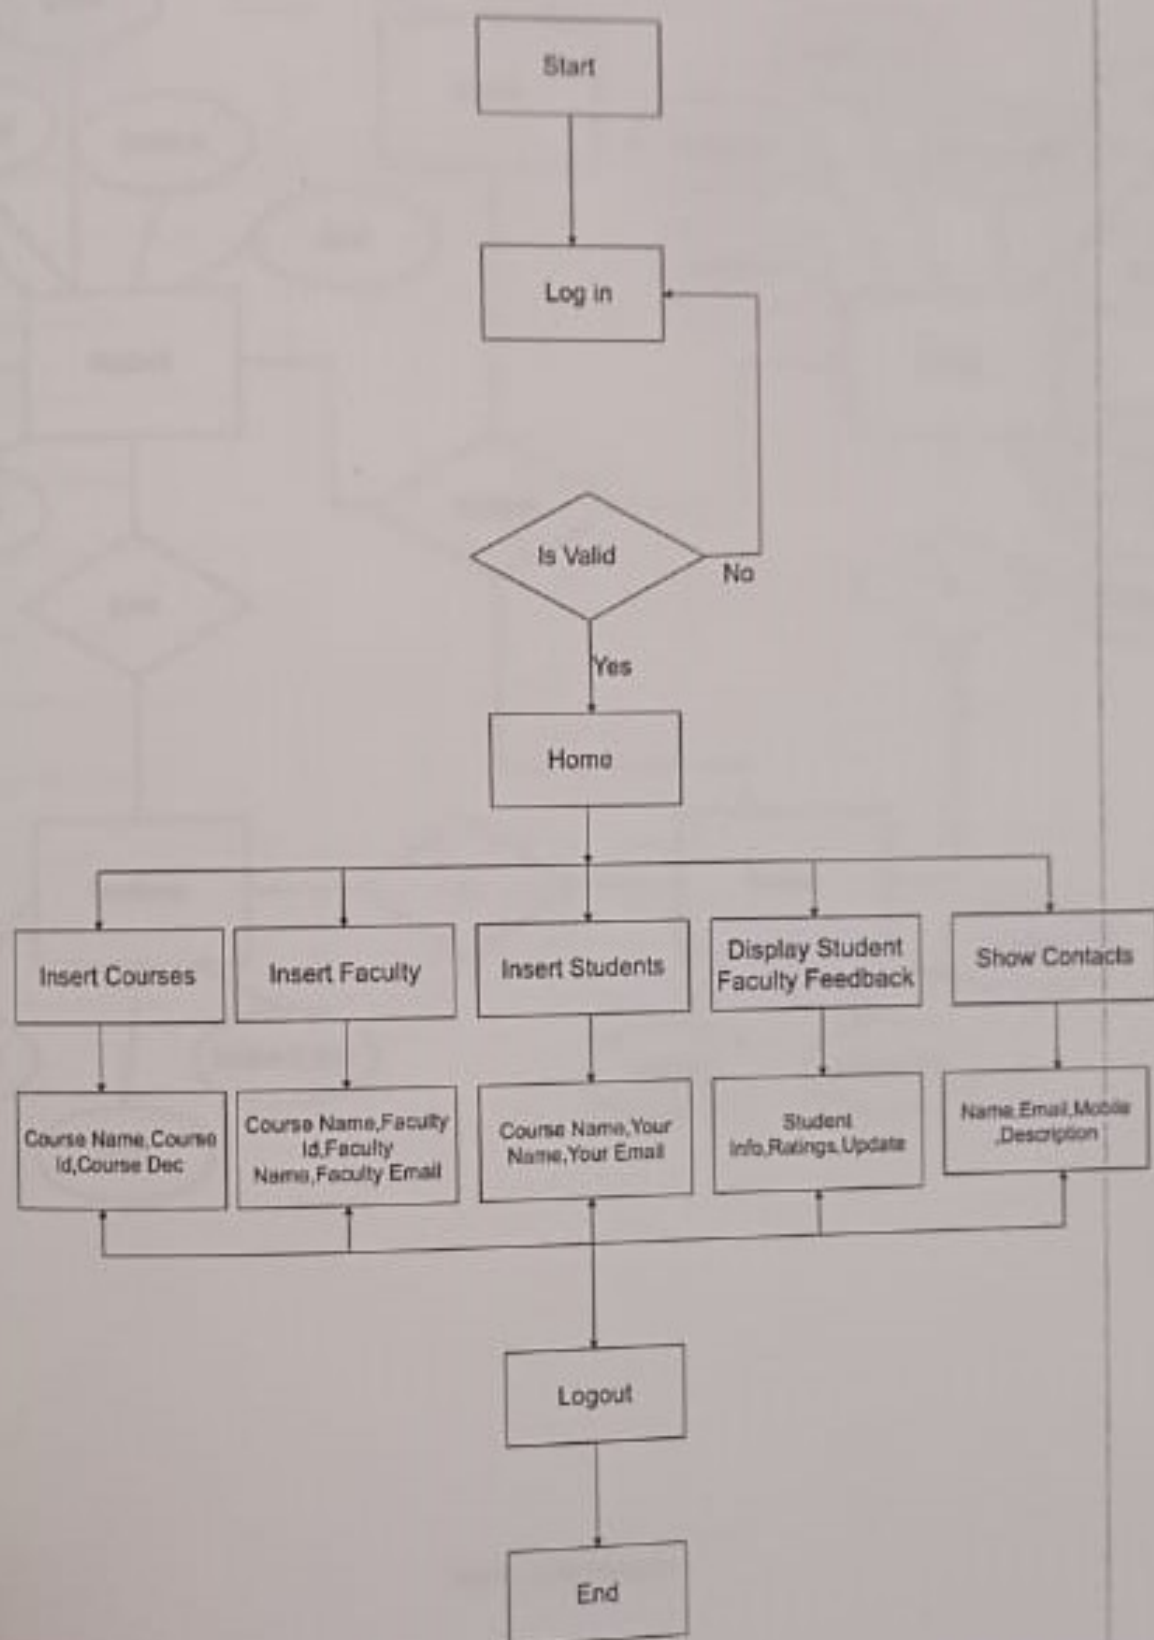 Start
Log in
Is Valid
No
Yes
Home
Insert Courses
Insert Faculty
Insert Students
Display Student
Faculty Feedback
Show Contacts
Course Name,Course
Id,Course Dec
Course Name,Faculty
Id,Faculty
Name,Faculty Email
Course Name,Your
Name,Your Email
Student
Info,Ratings,Update
Name,Email,Mobile
,Description
Logout
End